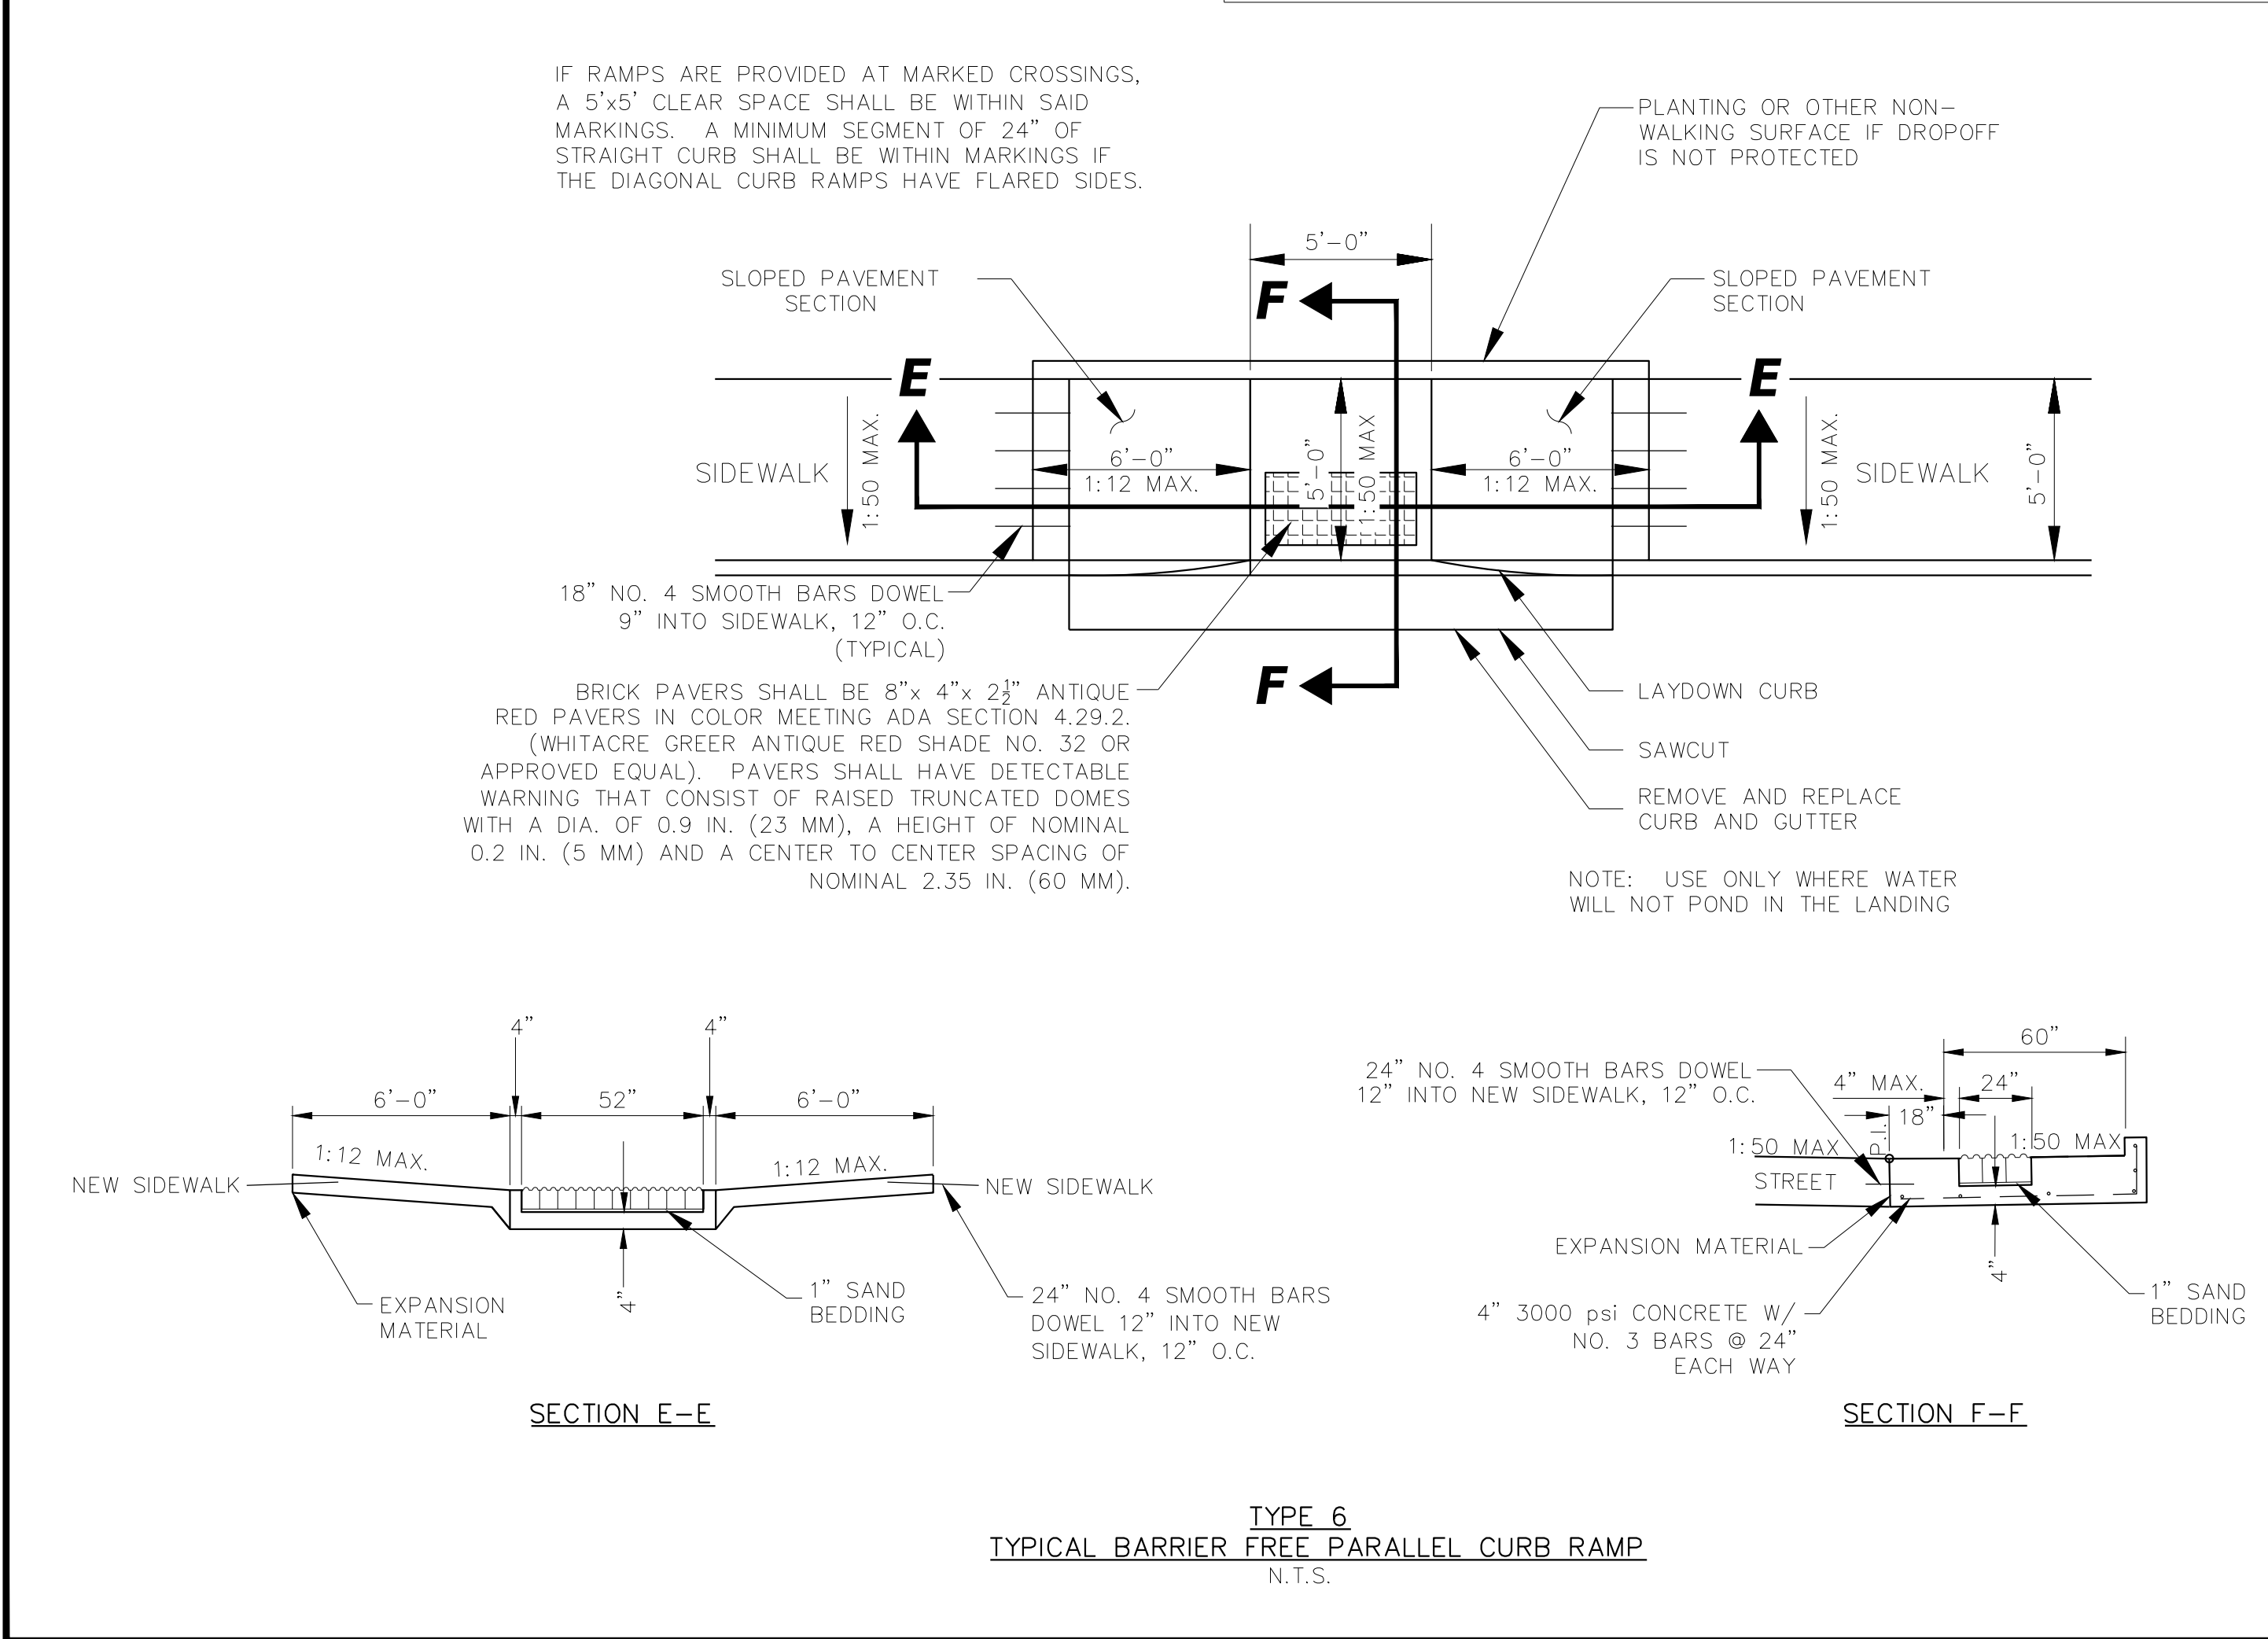 IF RAMPS ARE PROVIDED AT MARKED CROSSINGS,
A 5'x5' CLEAR SPACE SHALL BE WITHIN SAID
MARKINGS. A MINIMUM SEGMENT OF 24" OF
STRAIGHT CURB SHALL BE WITHIN MARKINGS IF
THE DIAGONAL CURB RAMPS HAVE FLARED SIDES.
PLANTING OR OTHER NON-
WALKING SURFACE IF DROPOFF
IS NOT PROTECTED
5'-0"
SLOPED PAVEMENT
SECTION
F
SLOPED PAVEMENT
SECTION
E
E
SIDEWALK
1:50 MAX.
6'-0"
1:12 MAX.
5'-0"
1:50 MAX
6'-0"
1:12 MAX.
1:50 MAX.
SIDEWALK
5'-0"
18" NO. 4 SMOOTH BARS DOWEL
9" INTO SIDEWALK, 12" O.C.
(TYPICAL)
F
BRICK PAVERS SHALL BE 8"x 4"x 2½" ANTIQUE
RED PAVERS IN COLOR MEETING ADA SECTION 4.29.2.
(WHITACRE GREER ANTIQUE RED SHADE NO. 32 OR
APPROVED EQUAL). PAVERS SHALL HAVE DETECTABLE
WARNING THAT CONSIST OF RAISED TRUNCATED DOMES
WITH A DIA. OF 0.9 IN. (23 MM), A HEIGHT OF NOMINAL
0.2 IN. (5 MM) AND A CENTER TO CENTER SPACING OF
NOMINAL 2.35 IN. (60 MM).
LAYDOWN CURB
SAWCUT
REMOVE AND REPLACE
CURB AND GUTTER
NOTE: USE ONLY WHERE WATER
WILL NOT POND IN THE LANDING
4"
4"
6'-0"
52"
6'-0"
1:12 MAX.
1:12 MAX.
NEW SIDEWALK
NEW SIDEWALK
4"
EXPANSION
MATERIAL
1" SAND
BEDDING
24" NO. 4 SMOOTH BARS
DOWEL 12" INTO NEW
SIDEWALK, 12" O.C.
SECTION E-E
60"
24" NO. 4 SMOOTH BARS DOWEL
12" INTO NEW SIDEWALK, 12" O.C.
4" MAX.
24"
18"
P.I.
1:50 MAX
1:50 MAX
STREET
EXPANSION MATERIAL
4"
1" SAND
BEDDING
4" 3000 psi CONCRETE W/
NO. 3 BARS @ 24"
EACH WAY
SECTION F-F
TYPE 6
TYPICAL BARRIER FREE PARALLEL CURB RAMP
N.T.S.